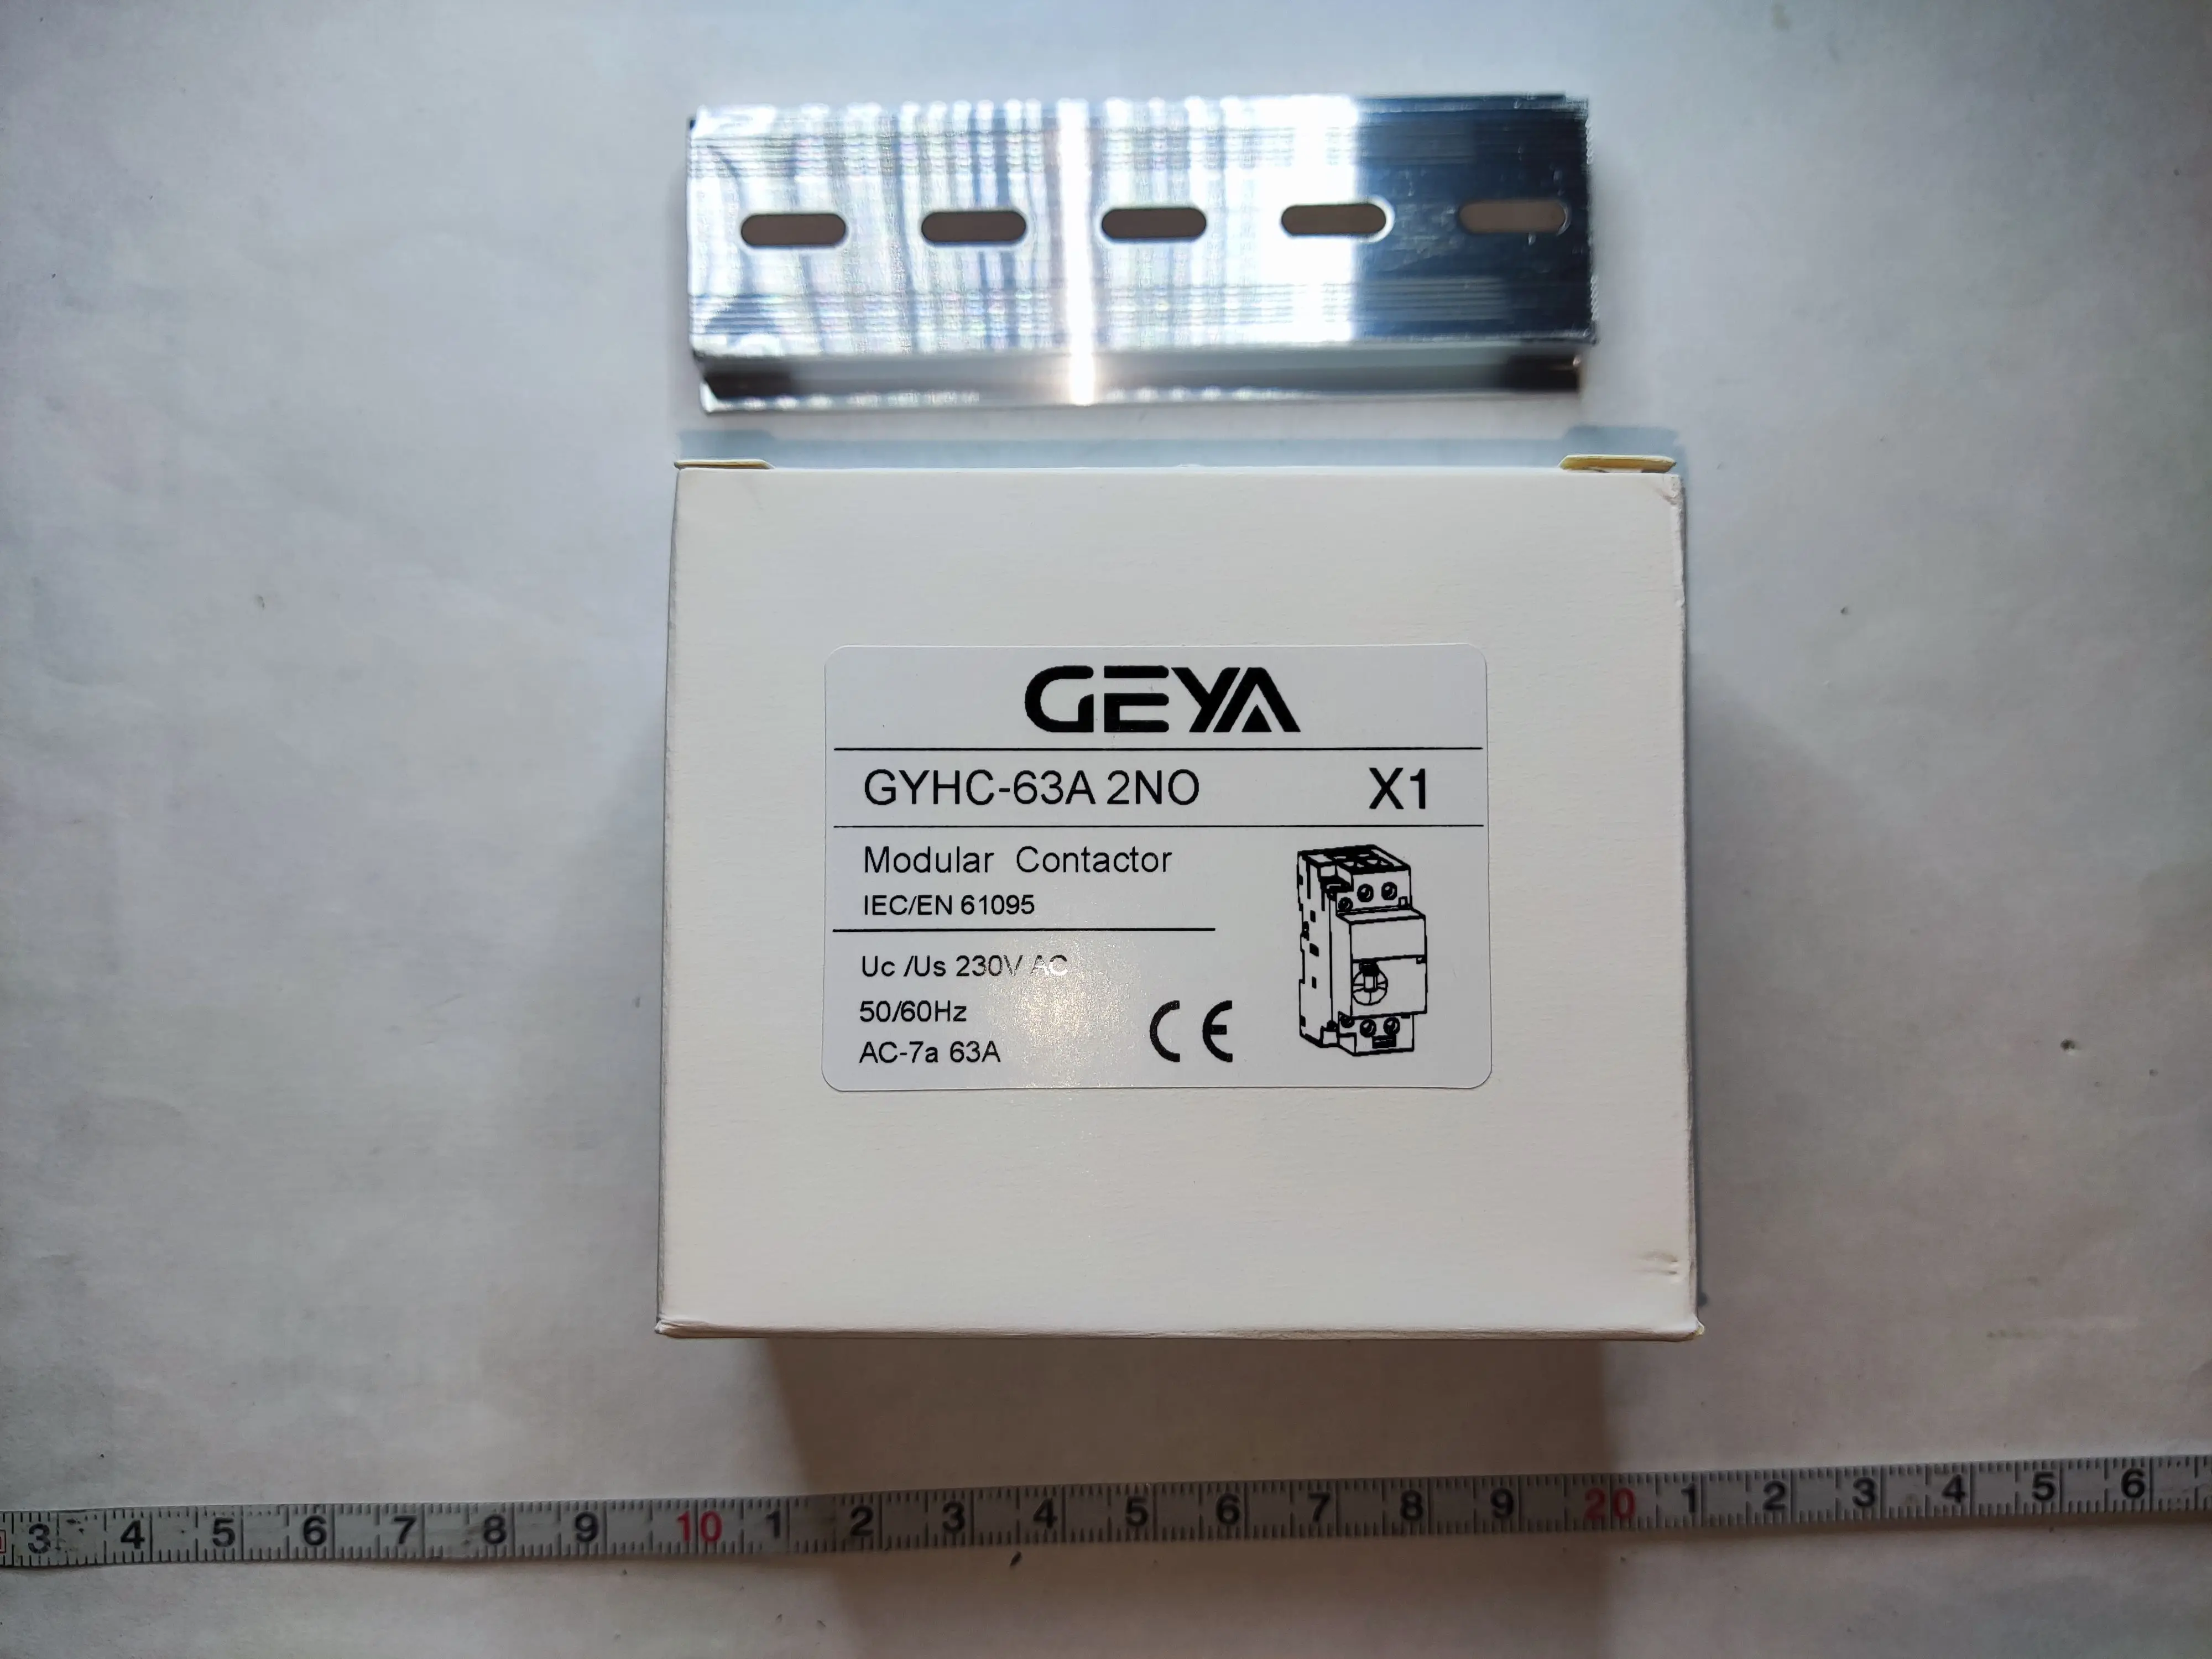 GEYA
GYHC-63A 2NO X1
Modular Contactor
IEC/EN 61095
Uc /Us 230V AC
50/60Hz
AC-7a 63A
CE
3 4 5 6 7 8 9 10 1 2 3 4 5 6 7 8 9 20 1 2 3 4 5 6